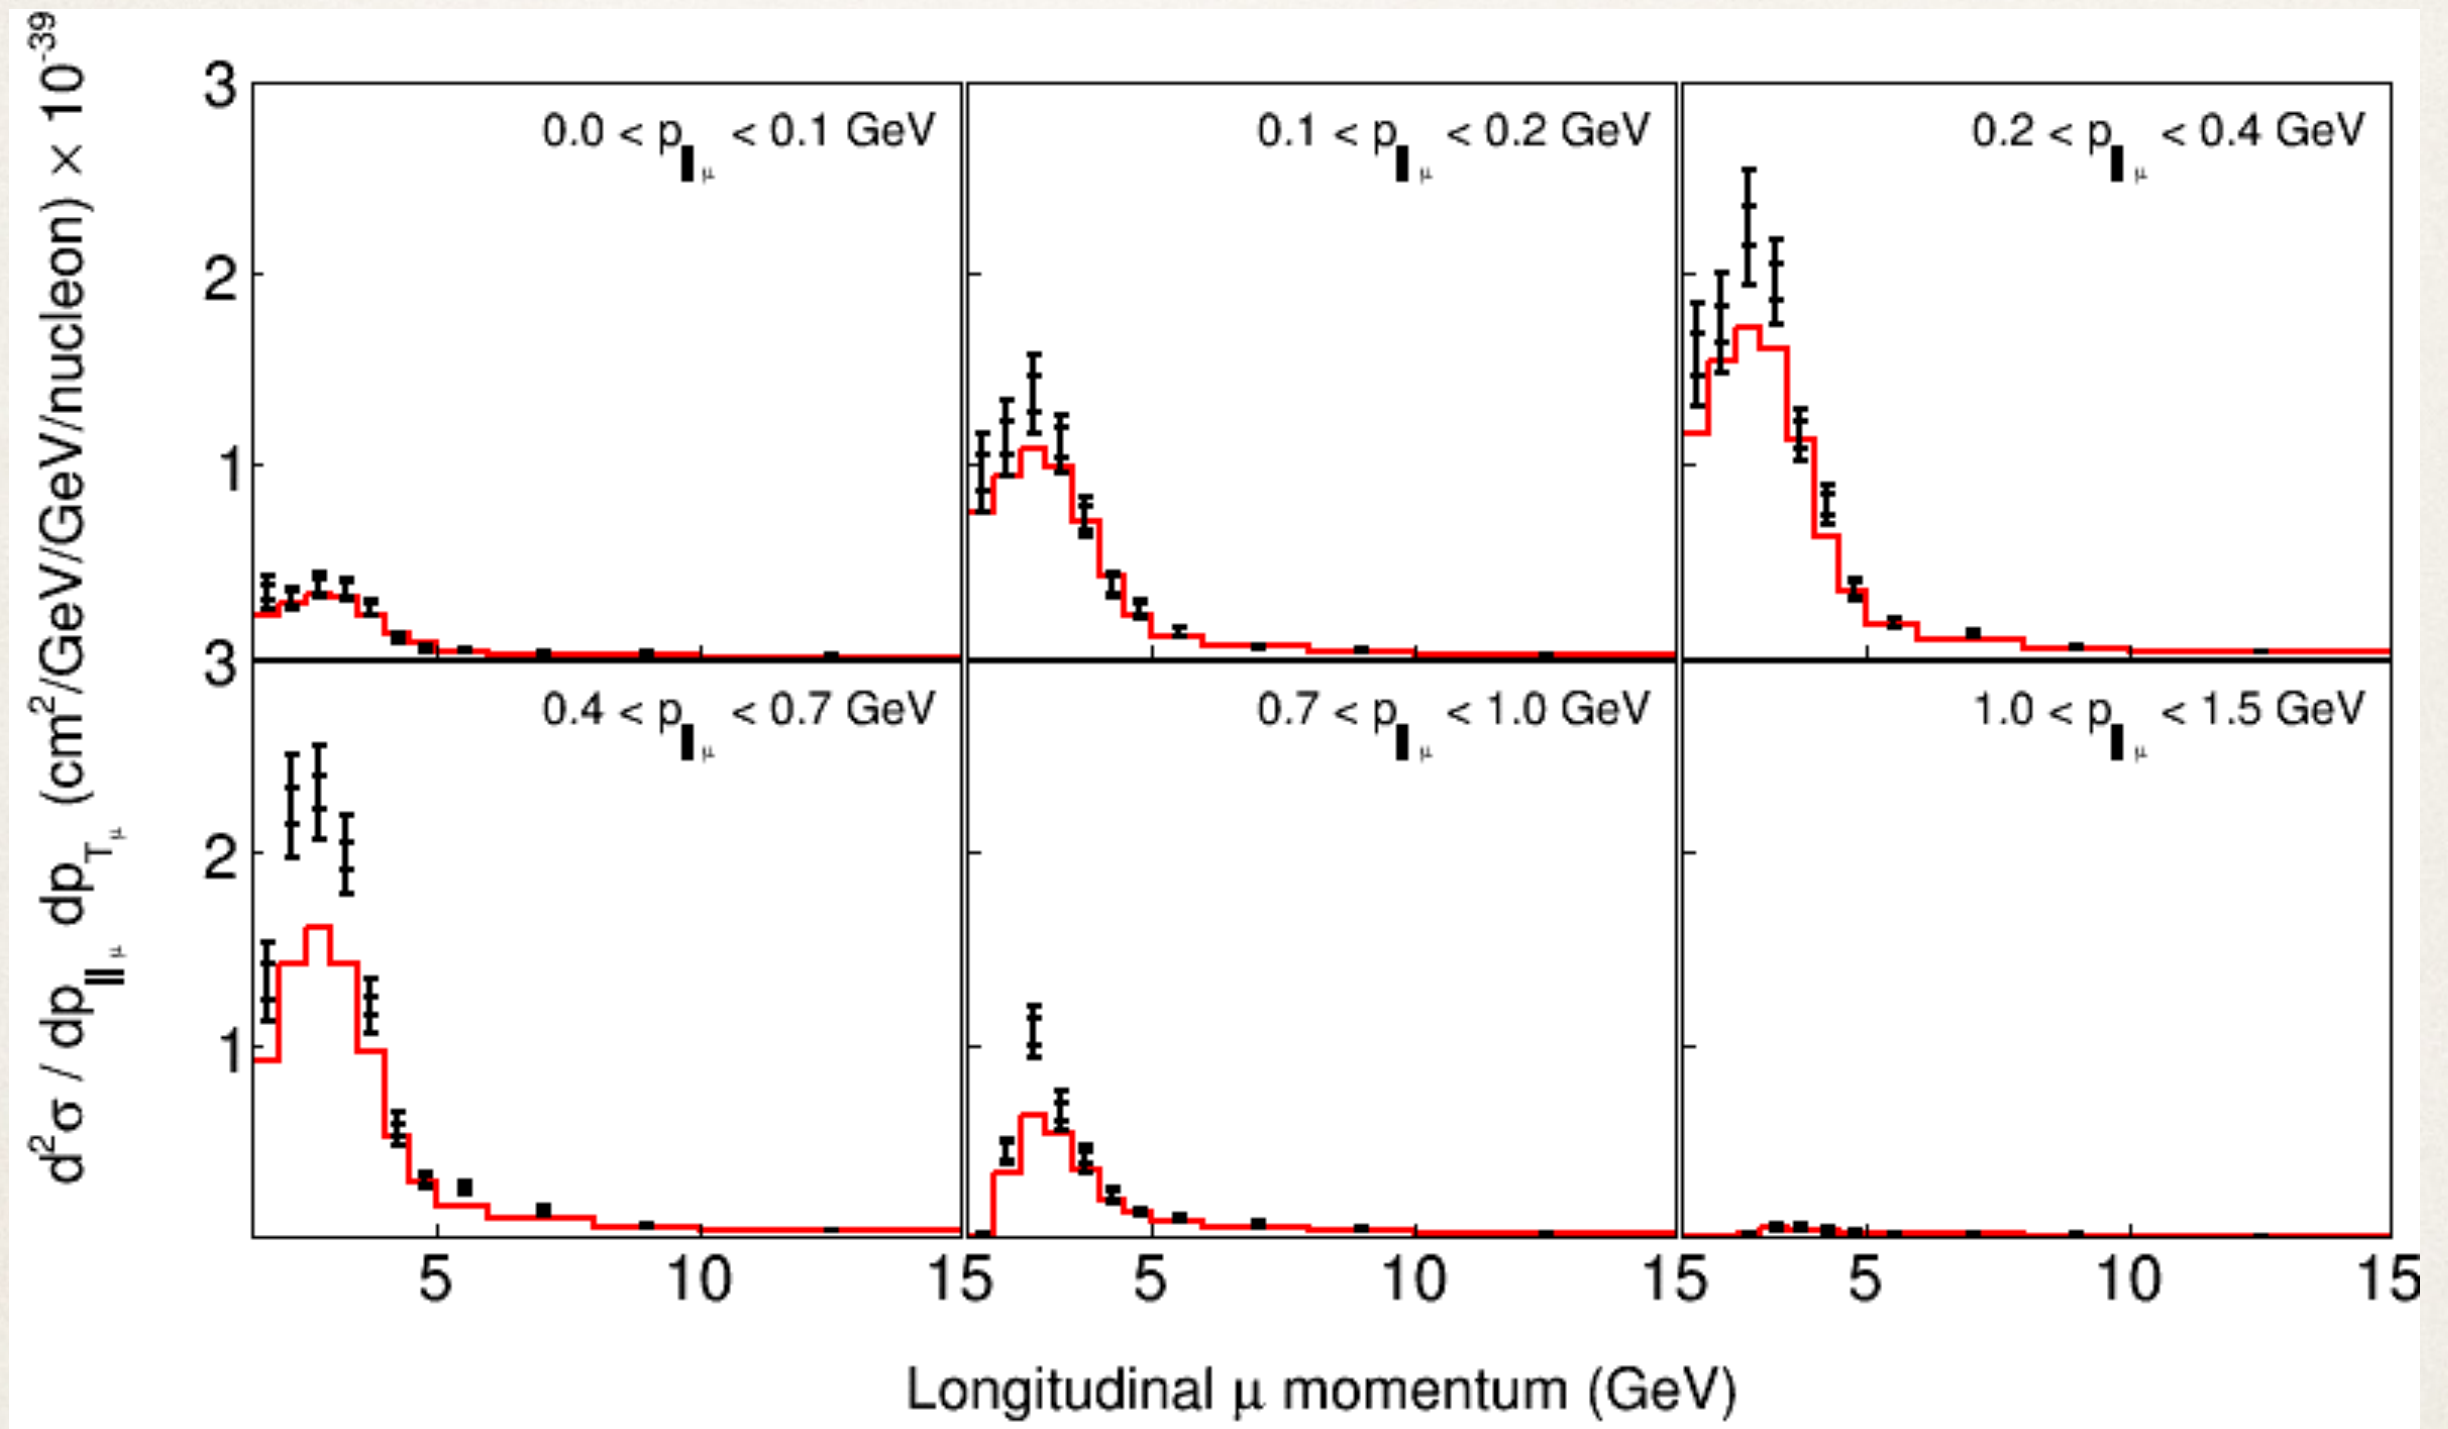 d²σ / dp∥μ dpTμ (cm²/GeV/GeV/nucleon) × 10⁻³⁹
3
0.0 < p∥μ < 0.1 GeV
0.1 < p∥μ < 0.2 GeV
0.2 < p∥μ < 0.4 GeV
2
1
3
0.4 < p∥μ < 0.7 GeV
0.7 < p∥μ < 1.0 GeV
1.0 < p∥μ < 1.5 GeV
2
1
5 10 15 5 10 15 5 10 15
Longitudinal μ momentum (GeV)